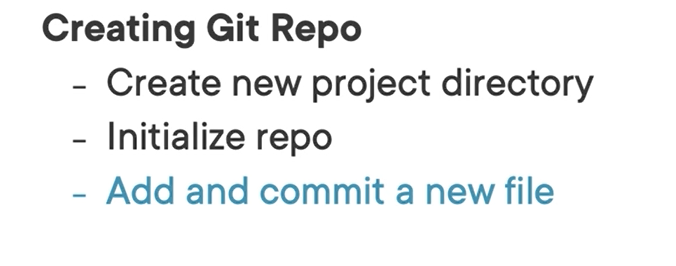 Creating Git Repo
– Create new project directory
– Initialize repo
– Add and commit a new file